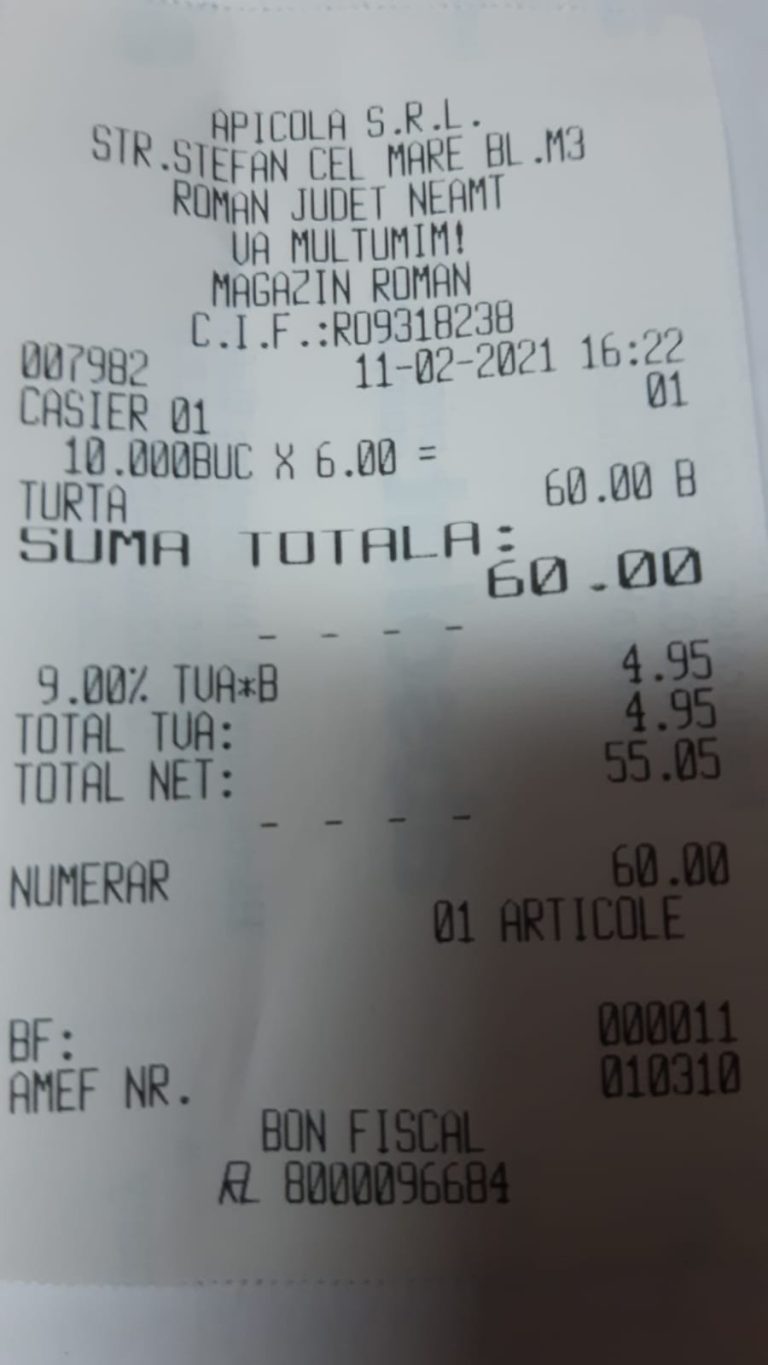 APICOLA S.R.L.
STR.STEFAN CEL MARE BL.M3
ROMAN JUDET NEAMT
VA MULTUMIM!
MAGAZIN ROMAN
C.I.F.:RO9318238
007982 11-02-2021 16:22
CASIER 01 01
10.000BUC X 6.00 =
TURTA 60.00 B
SUMA TOTALA:
60.00
- - - -
9.00% TVA*B 4.95
TOTAL TVA: 4.95
TOTAL NET: 55.05
- - - -
NUMERAR 60.00
01 ARTICOLE
BF: 000011
AMEF NR. 010310
BON FISCAL
8000096684